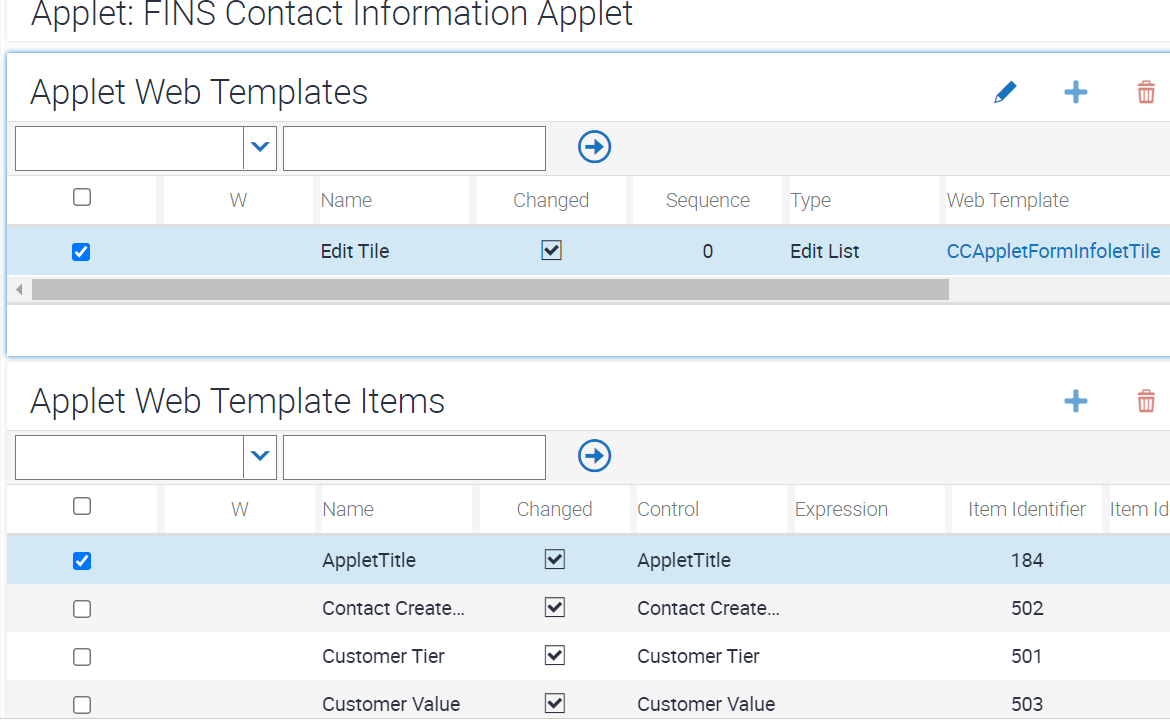 Applet: FINS Contact Information Applet
Applet Web Templates
W Name Changed Sequence Type Web Template
Edit Tile 0 Edit List CCAppletFormInfoletTile
Applet Web Template Items
W Name Changed Control Expression Item Identifier Item Id
AppletTitle AppletTitle 184
Contact Create... Contact Create... 502
Customer Tier Customer Tier 501
Customer Value Customer Value 503